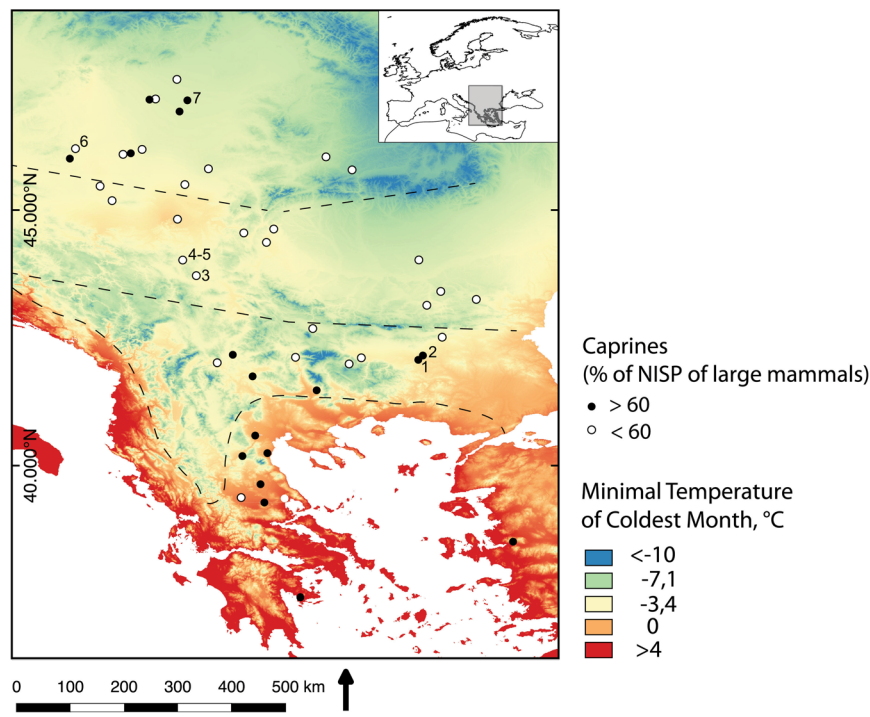 7
6
45.000°N
4-5
3
2
1
40.000°N
Caprines
(% of NISP of large mammals)
> 60
< 60
Minimal Temperature
of Coldest Month, °C
<-10
-7,1
-3,4
0
>4
0 100 200 300 400 500 km